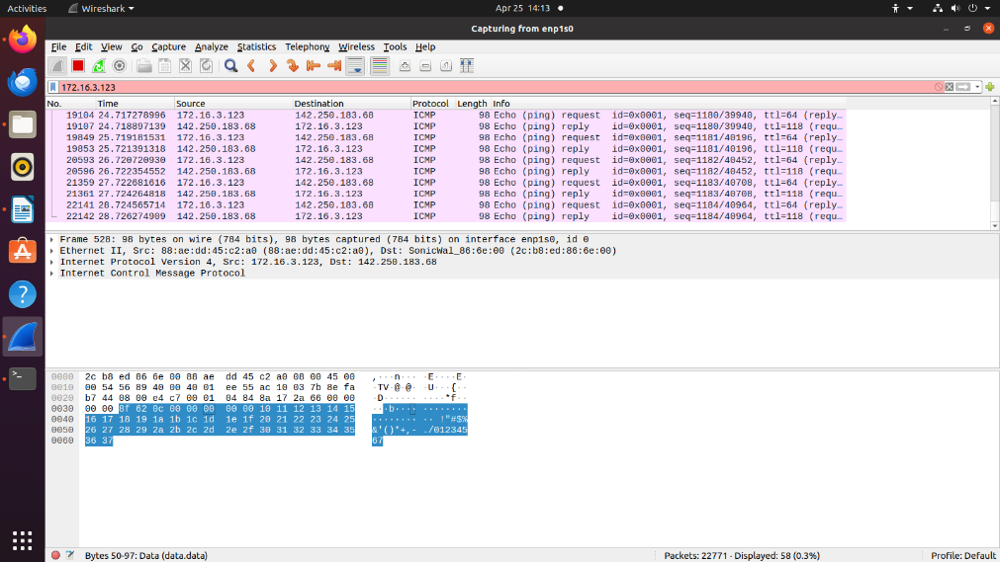 Activities Wireshark Apr 25 14:13
Capturing from enp1s0
File Edit View Go Capture Analyze Statistics Telephony Wireless Tools Help
172.16.3.123
No. Time Source Destination Protocol Length Info
19104 24.717278996 172.16.3.123 142.250.183.68 ICMP 98 Echo (ping) request id=0x0001, seq=1180/39940, ttl=64 (reply…
19107 24.718897139 142.250.183.68 172.16.3.123 ICMP 98 Echo (ping) reply id=0x0001, seq=1180/39940, ttl=118 (requ…
19849 25.719181531 172.16.3.123 142.250.183.68 ICMP 98 Echo (ping) request id=0x0001, seq=1181/40196, ttl=64 (reply…
19853 25.721391318 142.250.183.68 172.16.3.123 ICMP 98 Echo (ping) reply id=0x0001, seq=1181/40196, ttl=118 (requ…
20593 26.720720930 172.16.3.123 142.250.183.68 ICMP 98 Echo (ping) request id=0x0001, seq=1182/40452, ttl=64 (reply…
20596 26.722354552 142.250.183.68 172.16.3.123 ICMP 98 Echo (ping) reply id=0x0001, seq=1182/40452, ttl=118 (requ…
21359 27.722681616 172.16.3.123 142.250.183.68 ICMP 98 Echo (ping) request id=0x0001, seq=1183/40708, ttl=64 (reply…
21361 27.724264818 142.250.183.68 172.16.3.123 ICMP 98 Echo (ping) reply id=0x0001, seq=1183/40708, ttl=118 (requ…
22141 28.724565714 172.16.3.123 142.250.183.68 ICMP 98 Echo (ping) request id=0x0001, seq=1184/40964, ttl=64 (reply…
22142 28.726274909 142.250.183.68 172.16.3.123 ICMP 98 Echo (ping) reply id=0x0001, seq=1184/40964, ttl=118 (requ…
Frame 528: 98 bytes on wire (784 bits), 98 bytes captured (784 bits) on interface enp1s0, id 0
Ethernet II, Src: 88:ae:dd:45:c2:a0 (88:ae:dd:45:c2:a0), Dst: SonicWal_86:6e:00 (2c:b8:ed:86:6e:00)
Internet Protocol Version 4, Src: 172.16.3.123, Dst: 142.250.183.68
Internet Control Message Protocol
0000 2c b8 ed 86 6e 00 88 ae dd 45 c2 a0 08 00 45 00 ,···n··· ·E····E·
0010 00 54 56 89 40 00 40 01 ee 55 ac 10 03 7b 8e fa ·TV·@·@· ·U···{··
0020 b7 44 08 00 e4 c7 00 01 04 84 8a 17 2a 66 00 00 ·D······ ····*f··
0030 00 00 8f 62 0c 00 00 00 00 00 10 11 12 13 14 15 ···b···· ········
0040 16 17 18 19 1a 1b 1c 1d 1e 1f 20 21 22 23 24 25 ········ ·· !"#$%
0050 26 27 28 29 2a 2b 2c 2d 2e 2f 30 31 32 33 34 35 &'()*+,- ./012345
0060 36 37 67
Bytes 50-97: Data (data.data) Packets: 22771 · Displayed: 58 (0.3%) Profile: Default